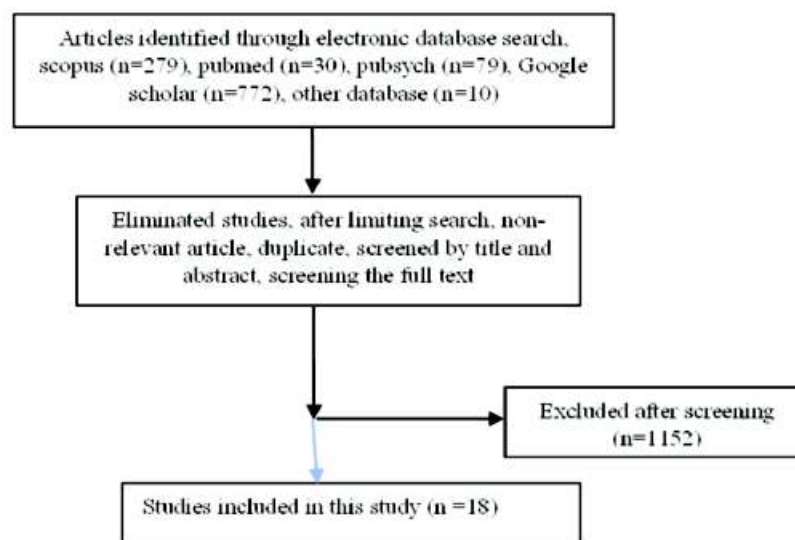 Articles identified through electronic database search,
scopus (n=279), pubmed (n=30), pubsych (n=79), Google
scholar (n=772), other database (n=10)
Eliminated studies, after limiting search, non-
relevant article, duplicate, screened by title and
abstract, screening the full text
Excluded after screening
(n=1152)
Studies included in this study (n =18)